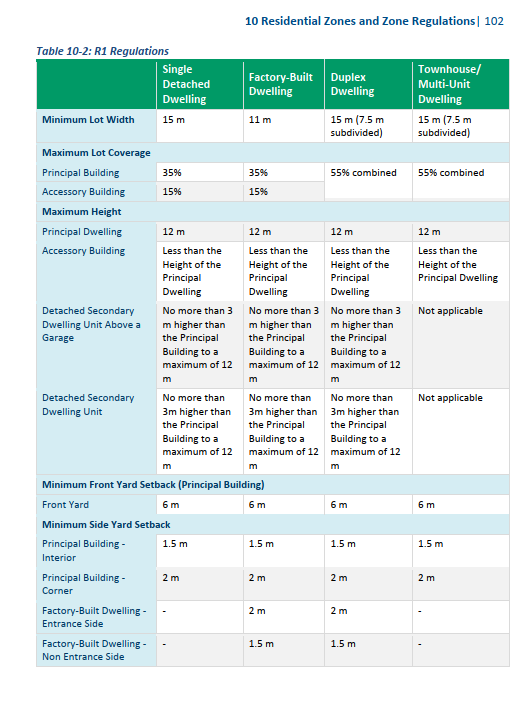 10 Residential Zones and Zone Regulations| 102
Table 10-2: R1 Regulations
Single Detached Dwelling Factory-Built Dwelling Duplex Dwelling Townhouse/ Multi-Unit Dwelling
Minimum Lot Width 15 m 11 m 15 m (7.5 m subdivided) 15 m (7.5 m subdivided)
Maximum Lot Coverage
Principal Building 35% 35% 55% combined 55% combined
Accessory Building 15% 15%
Maximum Height
Principal Dwelling 12 m 12 m 12 m 12 m
Accessory Building Less than the Height of the Principal Dwelling Less than the Height of the Principal Dwelling Less than the Height of the Principal Dwelling Less than the Height of the Principal Dwelling
Detached Secondary Dwelling Unit Above a Garage No more than 3 m higher than the Principal Building to a maximum of 12 m No more than 3 m higher than the Principal Building to a maximum of 12 m No more than 3 m higher than the Principal Building to a maximum of 12 m Not applicable
Detached Secondary Dwelling Unit No more than 3m higher than the Principal Building to a maximum of 12 m No more than 3m higher than the Principal Building to a maximum of 12 m No more than 3m higher than the Principal Building to a maximum of 12 m Not applicable
Minimum Front Yard Setback (Principal Building)
Front Yard 6 m 6 m 6 m 6 m
Minimum Side Yard Setback
Principal Building - Interior 1.5 m 1.5 m 1.5 m 1.5 m
Principal Building - Corner 2 m 2 m 2 m 2 m
Factory-Built Dwelling - Entrance Side - 2 m 2 m -
Factory-Built Dwelling - Non Entrance Side - 1.5 m 1.5 m -